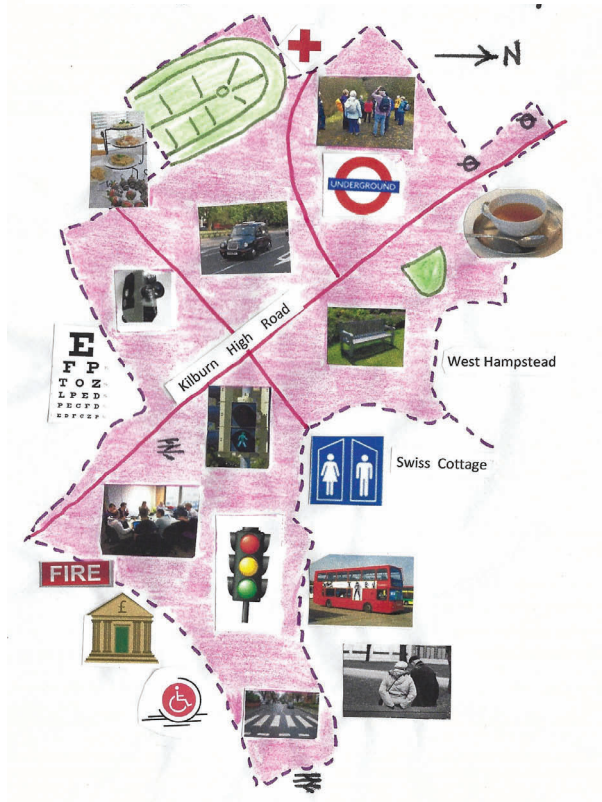 N
UNDERGROUND
Kilburn High Road
E
F P
T O Z
L P E D
P E C F D
E D F C Z P
West Hampstead
Swiss Cottage
FIRE
£